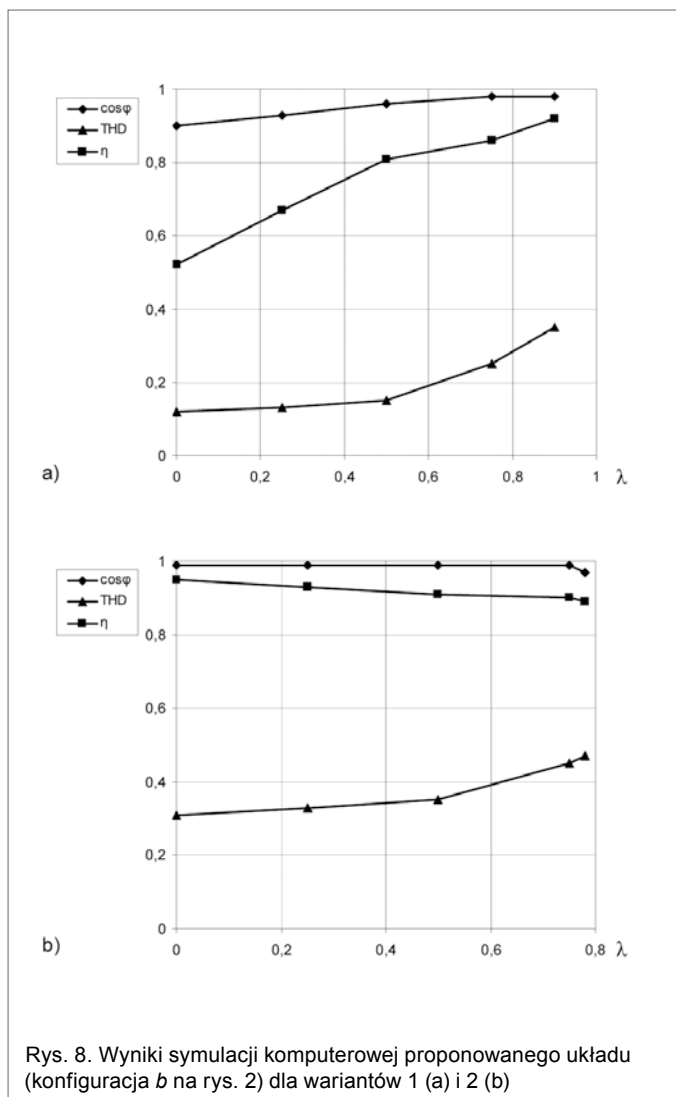 1
cosφ
THD
η
0,8
0,6
0,4
0,2
0
a)
0 0,2 0,4 0,6 0,8 1 λ
1
cosφ
THD
η
0,8
0,6
0,4
0,2
0
b)
0 0,2 0,4 0,6 0,8 λ
Rys. 8. Wyniki symulacji komputerowej proponowanego układu
(konfiguracja b na rys. 2) dla wariantów 1 (a) i 2 (b)